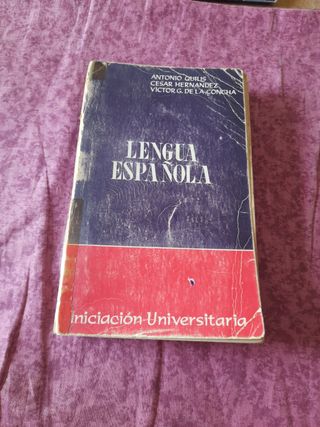 ANTONIO QUILIS
CESAR HERNANDEZ
VICTOR G. DE LA CONCHA
LENGUA
ESPAÑOLA
Iniciación Universitaria